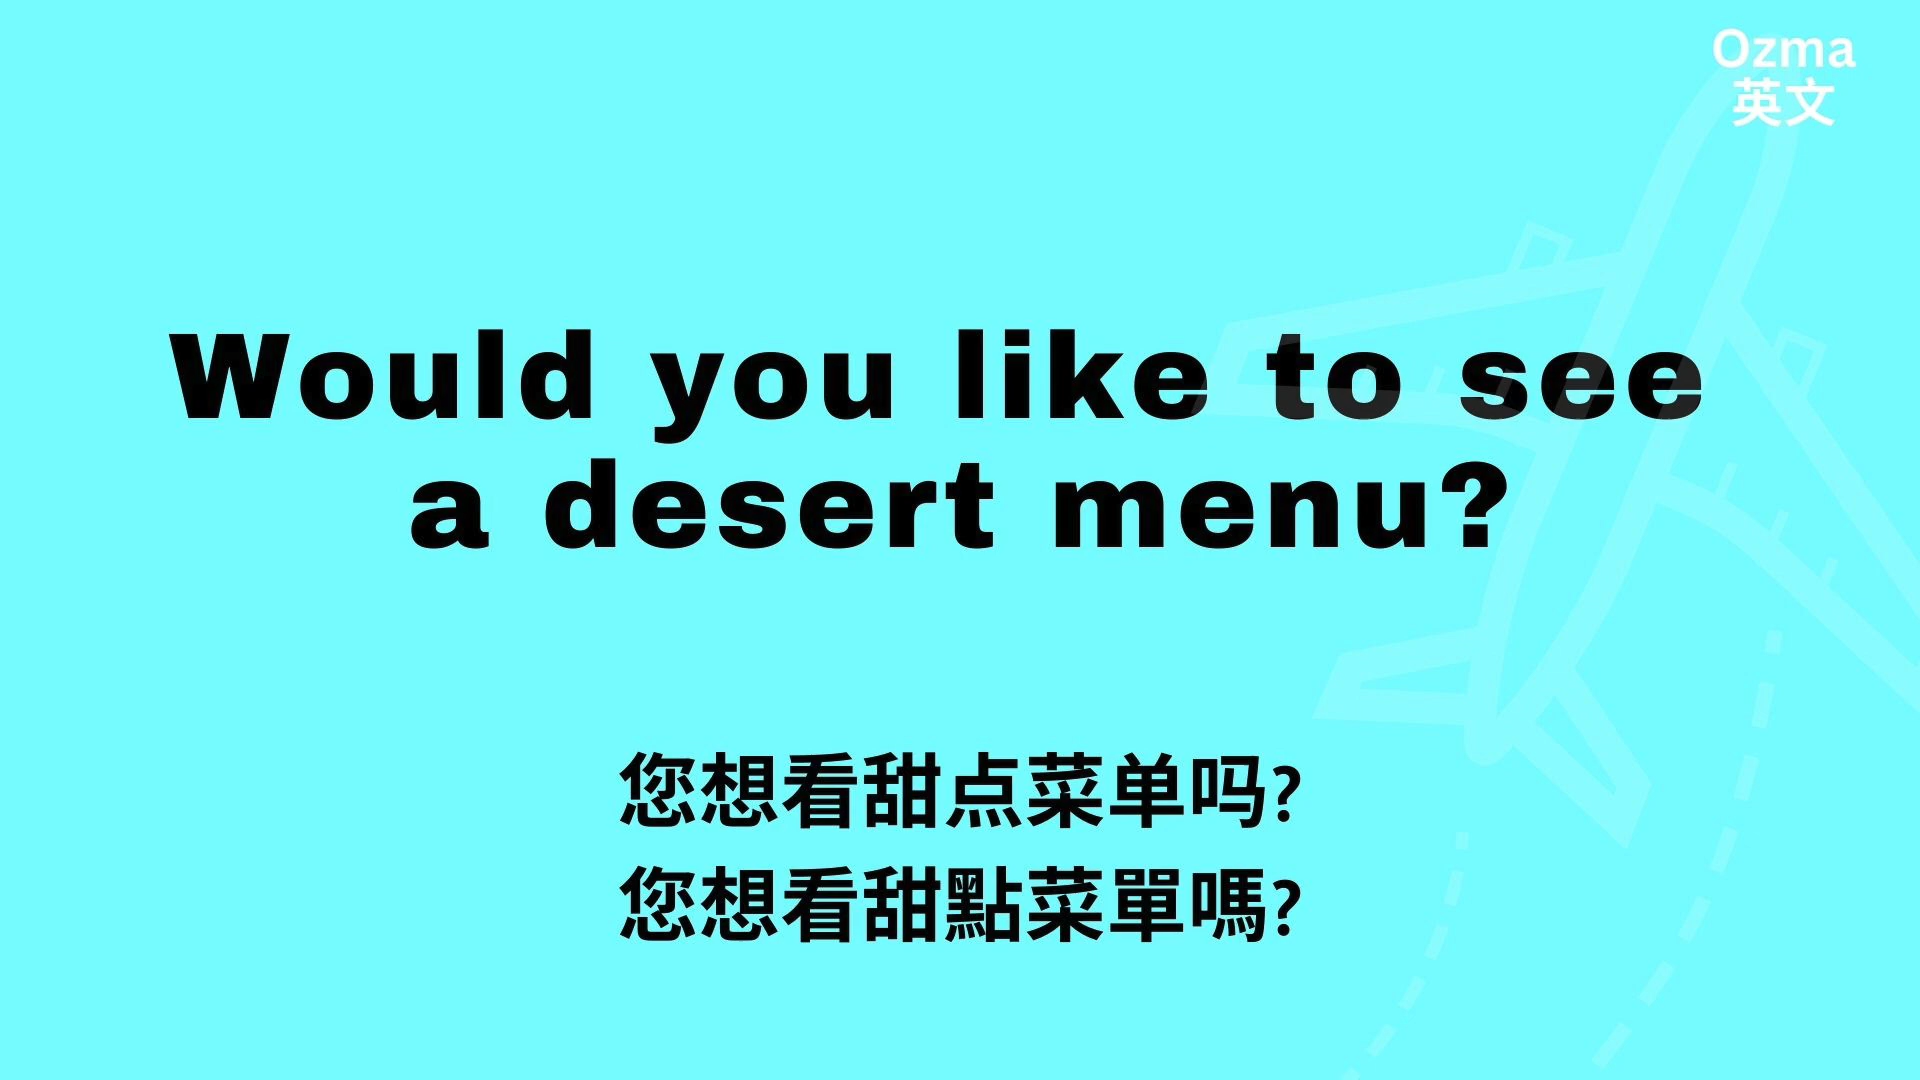 Ozma
英文
Would you like to see
a desert menu?
您想看甜点菜单吗?
您想看甜點菜單嗎?